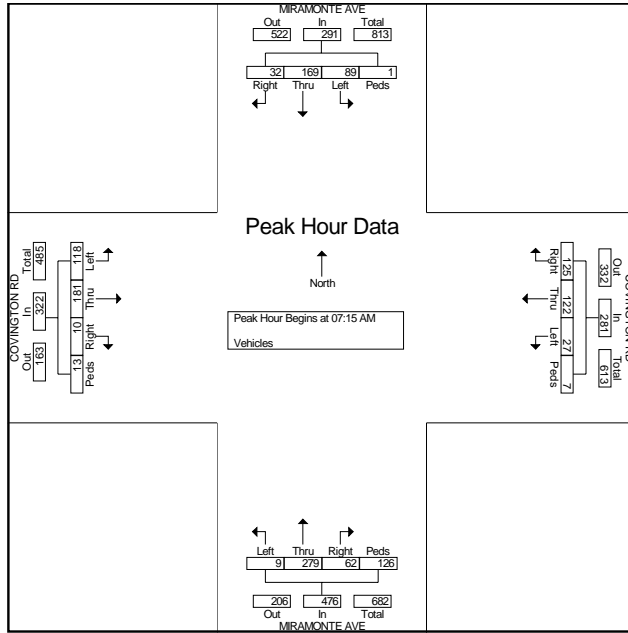 MIRAMONTE AVE
Out In Total
522 291 813
32 169 89 1
Right Thru Left Peds
Peak Hour Data
North
Peak Hour Begins at 07:15 AM
Vehicles
COVINGTON RD
Total In Out
485 322 163
118 181 10 13
Left Thru Right Peds
COVINGTON RD
Out In Total
332 281 613
125 122 27 7
Right Thru Left Peds
Left Thru Right Peds
9 279 62 126
206 476 682
Out In Total
MIRAMONTE AVE